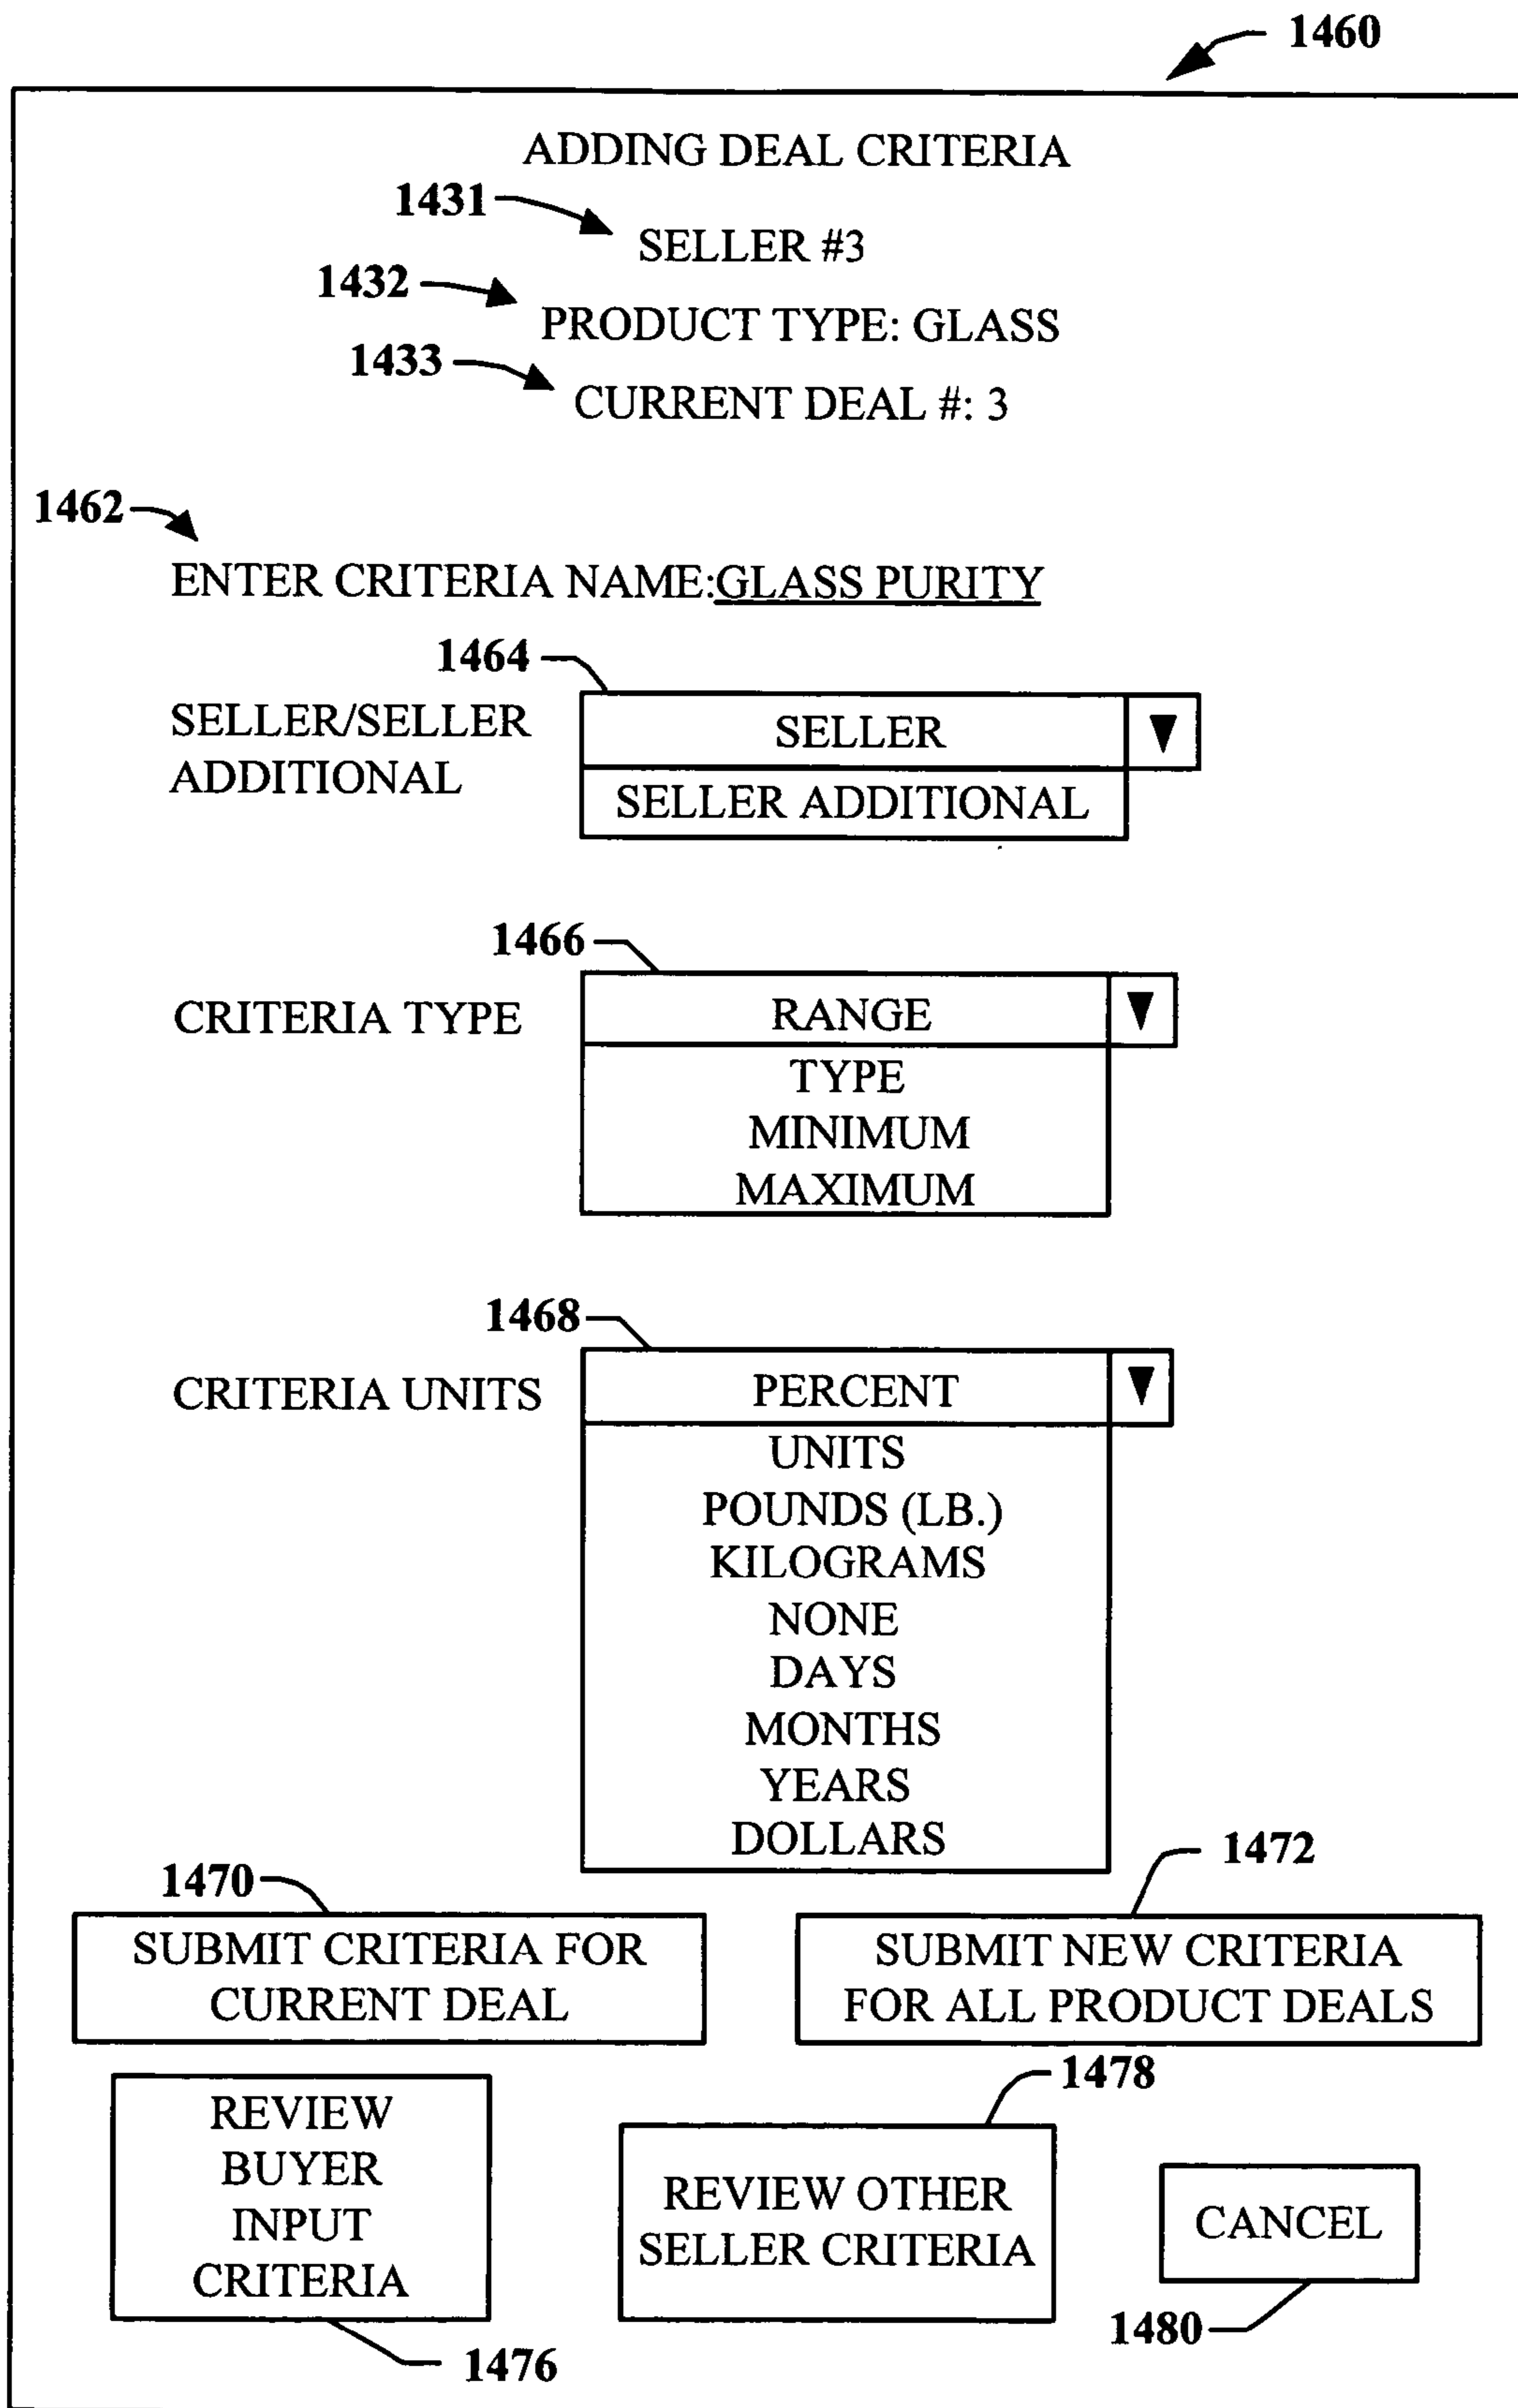 1460
ADDING DEAL CRITERIA
1431
SELLER #3
1432
PRODUCT TYPE: GLASS
1433
CURRENT DEAL #: 3
1462
ENTER CRITERIA NAME:GLASS PURITY
1464
SELLER/SELLER
ADDITIONAL
SELLER
SELLER ADDITIONAL
1466
CRITERIA TYPE
RANGE
TYPE
MINIMUM
MAXIMUM
1468
CRITERIA UNITS
PERCENT
UNITS
POUNDS (LB.)
KILOGRAMS
NONE
DAYS
MONTHS
YEARS
DOLLARS
1470
SUBMIT CRITERIA FOR
CURRENT DEAL
1472
SUBMIT NEW CRITERIA
FOR ALL PRODUCT DEALS
REVIEW
BUYER
INPUT
CRITERIA
1476
1478
REVIEW OTHER
SELLER CRITERIA
CANCEL
1480